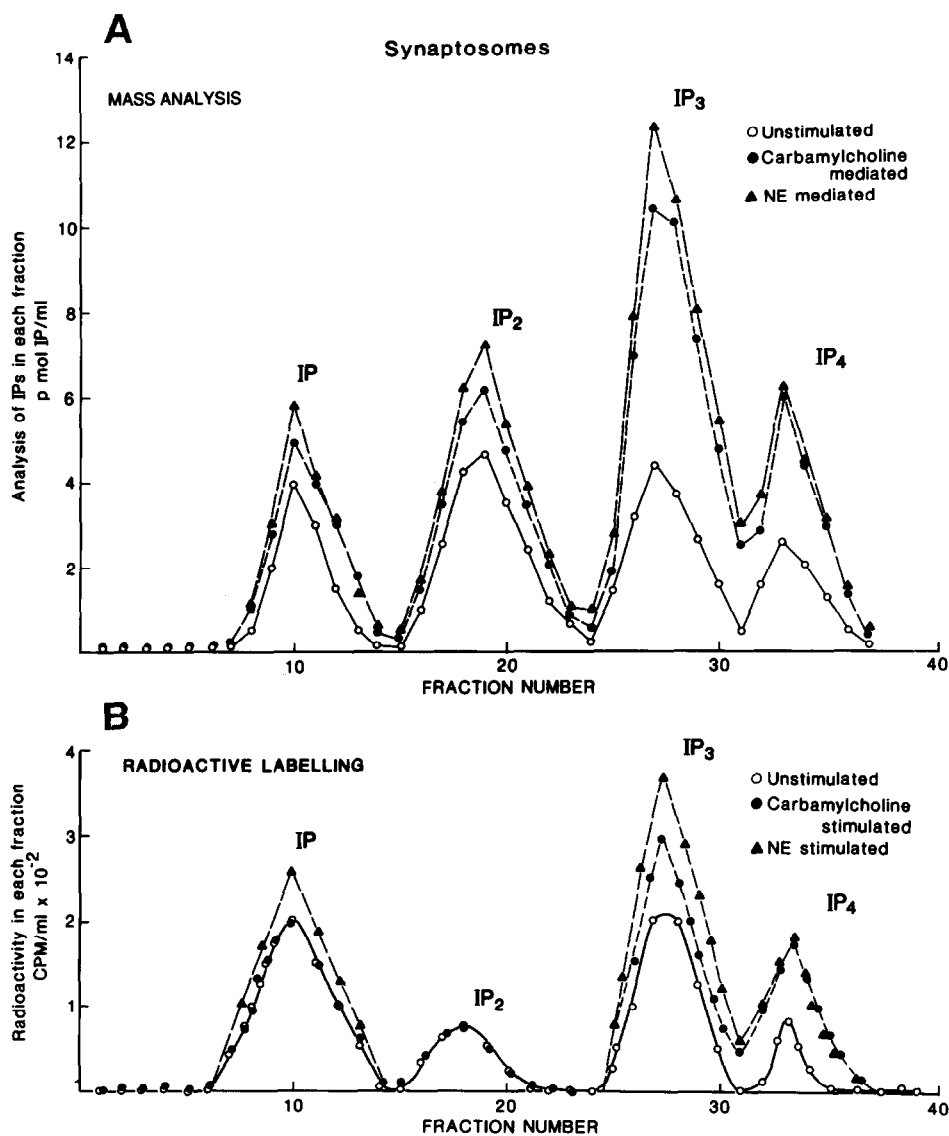 A
Synaptosomes
MASS ANALYSIS
14
12
10
8
6
4
2
Analysis of IPs in each fraction
p mol IP/ml
IP
IP₂
IP₃
IP₄
Unstimulated
Carbamylcholine
mediated
NE mediated
10
20
30
40
FRACTION NUMBER
B
RADIOACTIVE LABELLING
4
3
2
1
Radioactivity in each fraction
CPM/ml x 10⁻²
IP
IP₂
IP₃
IP₄
Unstimulated
Carbamylcholine
stimulated
NE stimulated
10
20
30
40
FRACTION NUMBER